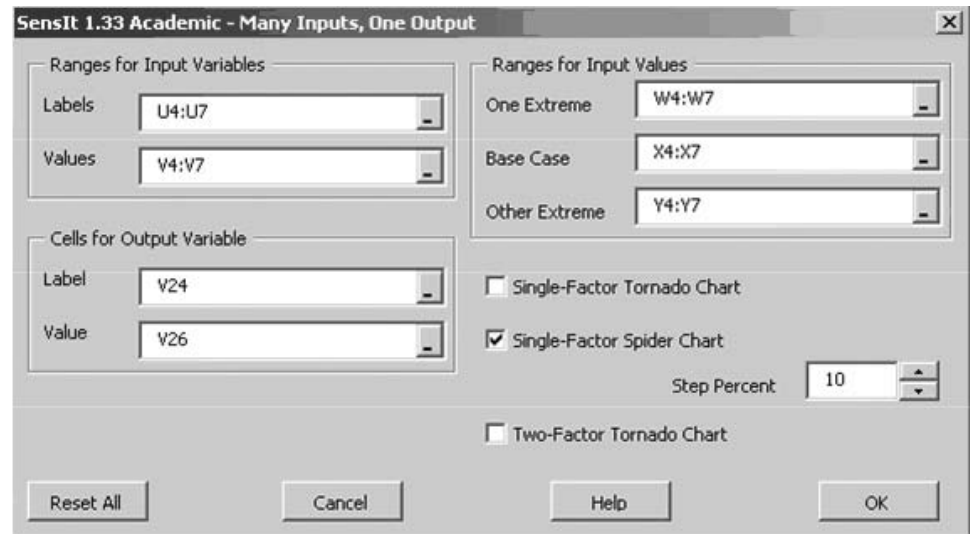 SensIt 1.33 Academic - Many Inputs, One Output
Ranges for Input Variables
Labels
U4:U7
Values
V4:V7
Cells for Output Variable
Label
V24
Value
V26
Ranges for Input Values
One Extreme
W4:W7
Base Case
X4:X7
Other Extreme
Y4:Y7
Single-Factor Tornado Chart
Single-Factor Spider Chart
Step Percent
10
Two-Factor Tornado Chart
Reset All
Cancel
Help
OK